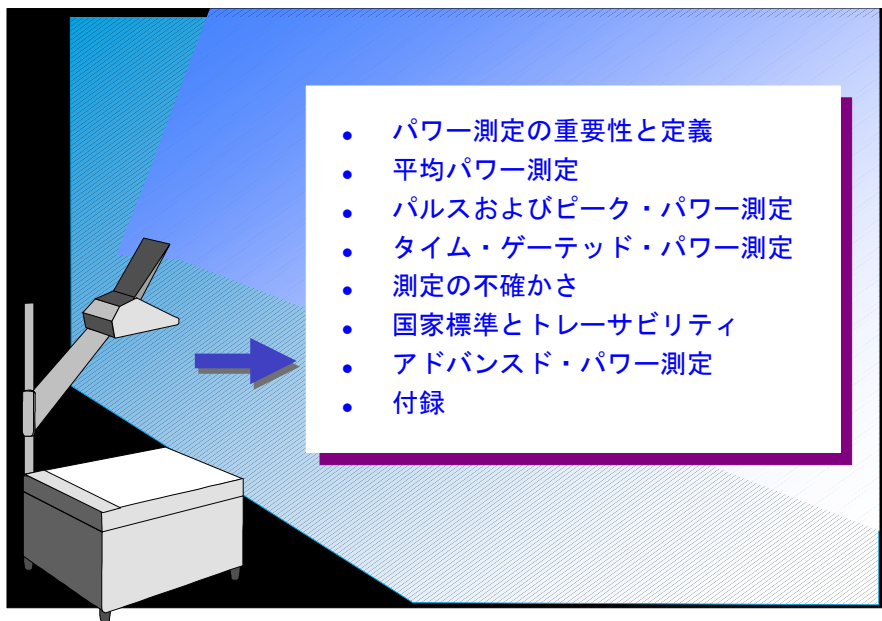 ● パワー測定の重要性と定義
● 平均パワー測定
● パルスおよびピーク・パワー測定
● タイム・ゲーテッド・パワー測定
● 測定の不確かさ
● 国家標準とトレーサビリティ
● アドバンスド・パワー測定
● 付録